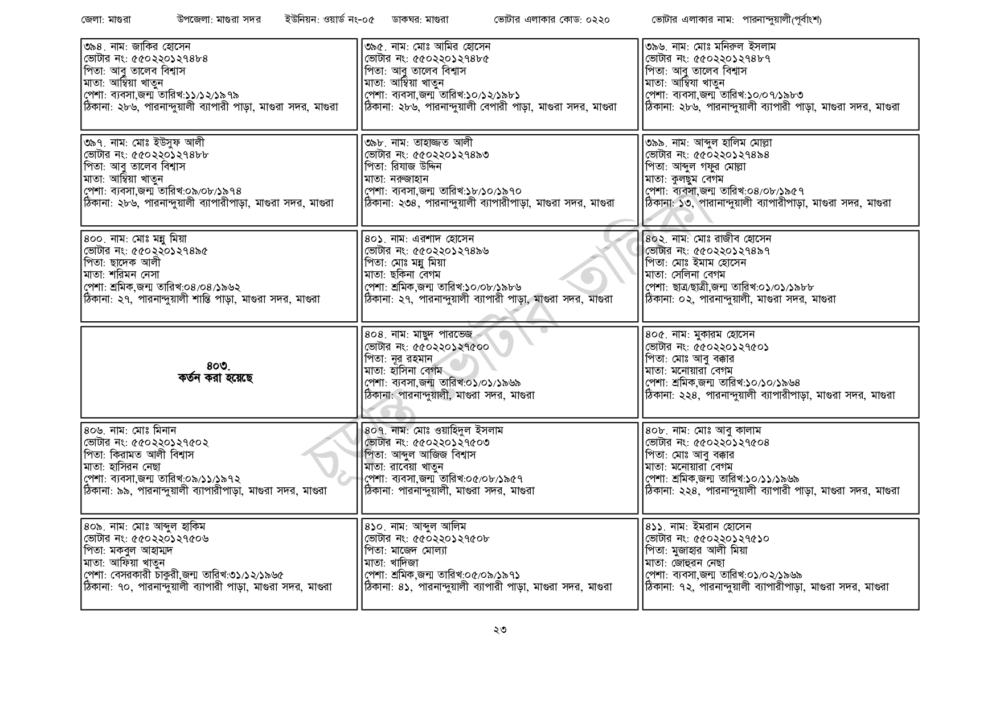 জেলা: মাগুরা উপজেলা: মাগুরা সদর ইউনিয়ন: ওয়ার্ড নং-০৫ ডাকঘর: মাগুরা ভোটার এলাকার কোড: ০২২০ ভোটার এলাকার নাম: পারনান্দুয়ালী(পূর্বাংশ)
৩৯৪. নাম: জাকির হোসেন
ভোটার নং: ৫৫০২২০১২৭৪৮৪
পিতা: আবু তালেব বিশ্বাস
মাতা: আম্বিয়া খাতুন
পেশা: ব্যবসা,জন্ম তারিখ:১১/১২/১৯৭৯
ঠিকানা: ২৮৬, পারনান্দুয়ালী ব্যাপারী পাড়া, মাগুরা সদর, মাগুরা
৩৯৫. নাম: মোঃ আমির হোসেন
ভোটার নং: ৫৫০২২০১২৭৪৮৫
পিতা: আবু তালেব বিশ্বাস
মাতা: আম্বিয়া খাতুন
পেশা: ব্যবসা,জন্ম তারিখ:১০/১২/১৯৮১
ঠিকানা: ২৮৬, পারনান্দুয়ালী বেপারী পাড়া, মাগুরা সদর, মাগুরা
৩৯৬. নাম: মোঃ মনিরুল ইসলাম
ভোটার নং: ৫৫০২২০১২৭৪৮৭
পিতা: আবু তালেব বিশ্বাস
মাতা: আম্বিযা খাতুন
পেশা: ব্যবসা,জন্ম তারিখ:১০/০৭/১৯৮৩
ঠিকানা: ২৮৬, পারনান্দুয়ালী ব্যাপারী পাড়া, মাগুরা সদর, মাগুরা
৩৯৭. নাম: মোঃ ইউসুফ আলী
ভোটার নং: ৫৫০২২০১২৭৪৮৮
পিতা: আবু তালেব বিশ্বাস
মাতা: আম্বিয়া খাতুন
পেশা: ব্যবসা,জন্ম তারিখ:০৯/০৮/১৯৭৪
ঠিকানা: ২৮৬, পারনান্দুয়ালী ব্যাপারীপাড়া, মাগুরা সদর, মাগুরা
৩৯৮. নাম: তাহাজ্জত আলী
ভোটার নং: ৫৫০২২০১২৭৪৯৩
পিতা: রিযাজ উদ্দিন
মাতা: নরুজাহান
পেশা: ব্যবসা,জন্ম তারিখ:১৮/১০/১৯৭০
ঠিকানা: ২৩৪, পারনান্দুয়ালী ব্যাপারীপাড়া, মাগুরা সদর, মাগুরা
৩৯৯. নাম: আব্দুল হালিম মোল্লা
ভোটার নং: ৫৫০২২০১২৭৪৯৪
পিতা: আব্দুল গফুর মোল্লা
মাতা: কুলছুম বেগম
পেশা: ব্যবসা,জন্ম তারিখ:০৪/০৮/১৯৫৭
ঠিকানা: ১৩, পারানান্দুয়ালী ব্যাপারীপাড়া, মাগুরা সদর, মাগুরা
৪০০. নাম: মোঃ মন্নু মিয়া
ভোটার নং: ৫৫০২২০১২৭৪৯৫
পিতা: ছাদেক আলী
মাতা: শরিমন নেসা
পেশা: শ্রমিক,জন্ম তারিখ:০৪/০৪/১৯৬২
ঠিকানা: ২৭, পারনান্দুয়ালী শান্তি পাড়া, মাগুরা সদর, মাগুরা
৪০১. নাম: এরশাদ হোসেন
ভোটার নং: ৫৫০২২০১২৭৪৯৬
পিতা: মোঃ মন্নু মিয়া
মাতা: ছকিনা বেগম
পেশা: শ্রমিক,জন্ম তারিখ:১০/০৮/১৯৮৬
ঠিকানা: ২৭, পারনান্দুয়ালী ব্যাপারী পাড়া, মাগুরা সদর, মাগুরা
৪০২. নাম: মোঃ রাজীব হোসেন
ভোটার নং: ৫৫০২২০১২৭৪৯৭
পিতা: মোঃ ইমাম হোসেন
মাতা: সেলিনা বেগম
পেশা: ছাত্র/ছাত্রী,জন্ম তারিখ:০১/০১/১৯৮৮
ঠিকানা: ০২, পারনান্দুয়ালী, মাগুরা সদর, মাগুরা
৪০৩.
কর্তন করা হয়েছে
৪০৪. নাম: মাছুদ পারভেজ
ভোটার নং: ৫৫০২২০১২৭৫০০
পিতা: নূর রহমান
মাতা: হাসিনা বেগম
পেশা: ব্যবসা,জন্ম তারিখ:০১/০১/১৯৬৯
ঠিকানা: পারনান্দুয়ালী, মাগুরা সদর, মাগুরা
৪০৫. নাম: মুকারম হোসেন
ভোটার নং: ৫৫০২২০১২৭৫০১
পিতা: মোঃ আবু বক্কার
মাতা: মনোয়ারা বেগম
পেশা: শ্রমিক,জন্ম তারিখ:১০/১০/১৯৬৪
ঠিকানা: ২২৪, পারনান্দুয়ালী ব্যাপারীপাড়া, মাগুরা সদর, মাগুরা
৪০৬. নাম: মোঃ মিনান
ভোটার নং: ৫৫০২২০১২৭৫০২
পিতা: কিরামত আলী বিশ্বাস
মাতা: হাসিরন নেছা
পেশা: ব্যবসা,জন্ম তারিখ:০৯/১১/১৯৭২
ঠিকানা: ৯৯, পারনান্দুয়ালী ব্যাপারীপাড়া, মাগুরা সদর, মাগুরা
৪০৭. নাম: মোঃ ওয়াহিদুল ইসলাম
ভোটার নং: ৫৫০২২০১২৭৫০৩
পিতা: আব্দুল আজিজ বিশ্বাস
মাতা: রাবেয়া খাতুন
পেশা: ব্যবসা,জন্ম তারিখ:০৫/০৮/১৯৫৭
ঠিকানা: পারনান্দুয়ালী, মাগুরা সদর, মাগুরা
৪০৮. নাম: মোঃ আবু কালাম
ভোটার নং: ৫৫০২২০১২৭৫০৪
পিতা: মোঃ আবু বক্কার
মাতা: মনোয়ারা বেগম
পেশা: শ্রমিক,জন্ম তারিখ:১০/১১/১৯৬৯
ঠিকানা: ২২৪, পারনান্দুয়ালী ব্যাপারী পাড়া, মাগুরা সদর, মাগুরা
৪০৯. নাম: মোঃ আব্দুল হাকিম
ভোটার নং: ৫৫০২২০১২৭৫০৬
পিতা: মকবুল আহাম্মদ
মাতা: আফিয়া খাতুন
পেশা: বেসরকারী চাকুরী,জন্ম তারিখ:৩১/১২/১৯৬৫
ঠিকানা: ৭০, পারনান্দুয়ালী ব্যাপারী পাড়া, মাগুরা সদর, মাগুরা
৪১০. নাম: আব্দুল আলিম
ভোটার নং: ৫৫০২২০১২৭৫০৮
পিতা: মাজেদ মোল্যা
মাতা: খাদিজা
পেশা: শ্রমিক,জন্ম তারিখ:০৫/০৯/১৯৭১
ঠিকানা: ৪১, পারনান্দুয়ালী ব্যাপারী পাড়া, মাগুরা সদর, মাগুরা
৪১১. নাম: ইমরান হোসেন
ভোটার নং: ৫৫০২২০১২৭৫১০
পিতা: মুজাহার আলী মিয়া
মাতা: জোহুরন নেছা
পেশা: ব্যবসা,জন্ম তারিখ:০১/০২/১৯৬৯
ঠিকানা: ৭২, পারনান্দুয়ালী ব্যাপারীপাড়া, মাগুরা সদর, মাগুরা
চূড়ান্ত ভোটার তালিকা
২৩